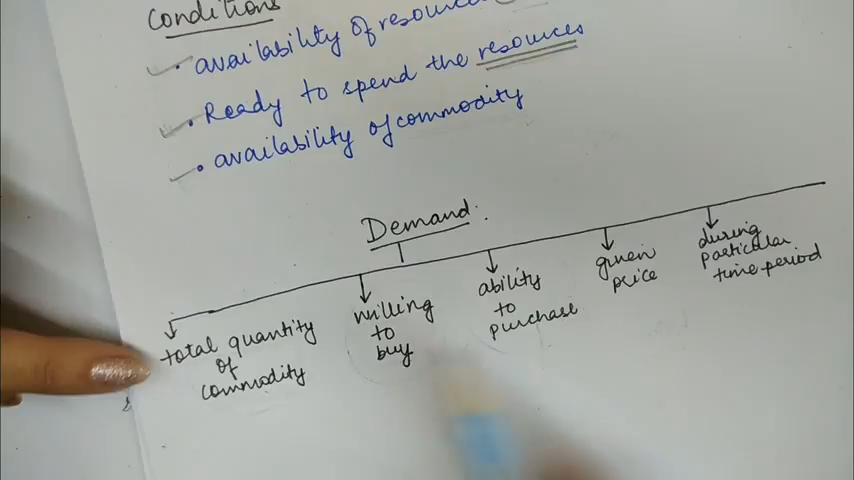 Conditions
• availability of resources
• Ready to spend the resources
• availability of commodity
Demand:
total quantity
of
commodity
willing
to
buy
ability
to
purchase
given
price
during
particular
time period